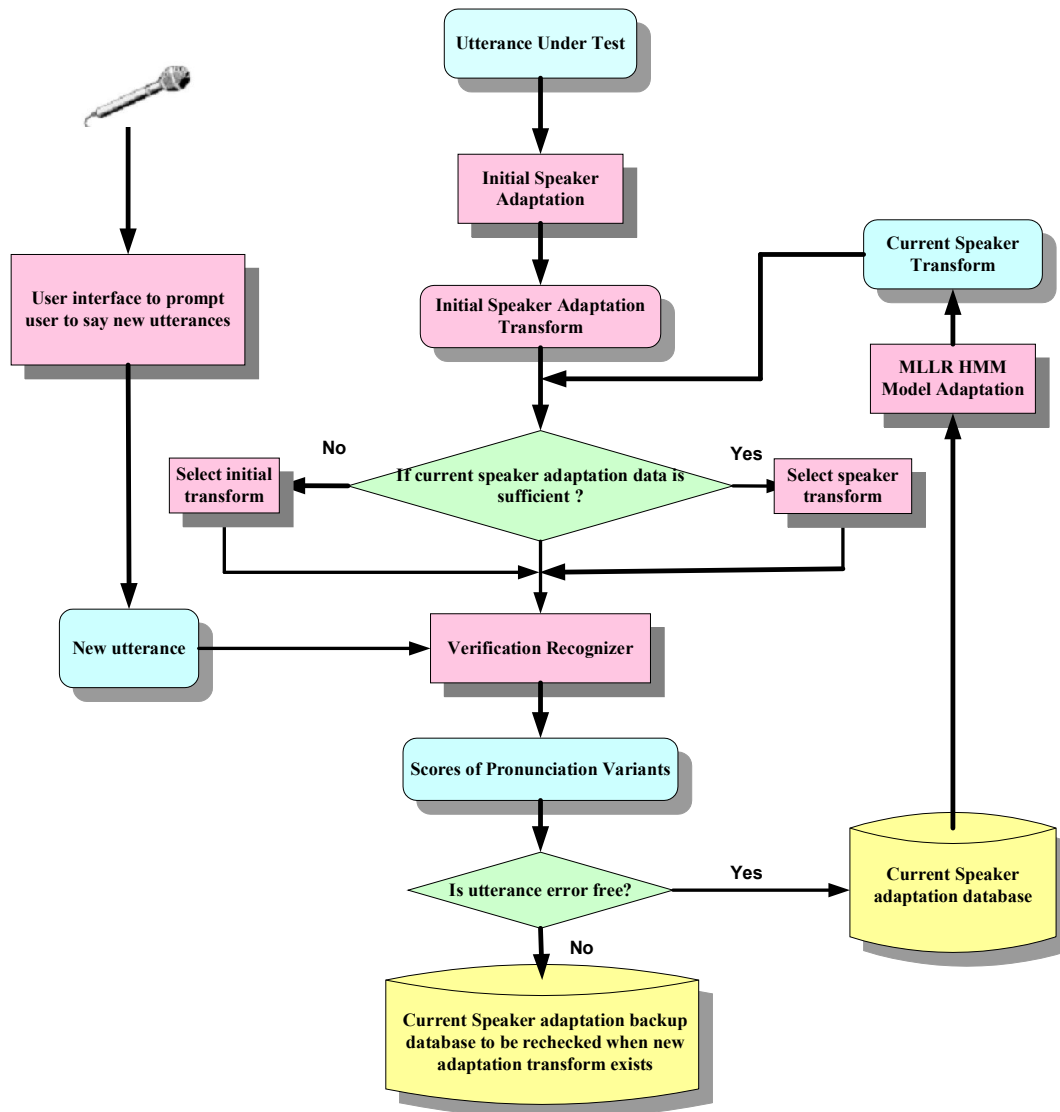 Utterance Under Test
Initial Speaker
Adaptation
Current Speaker
Transform
User interface to prompt
user to say new utterances
Initial Speaker Adaptation
Transform
MLLR HMM
Model Adaptation
No
Yes
Select initial
transform
If current speaker adaptation data is
sufficient ?
Select speaker
transform
New utterance
Verification Recognizer
Scores of Pronunciation Variants
Is utterance error free?
Yes
Current Speaker
adaptation database
No
Current Speaker adaptation backup
database to be rechecked when new
adaptation transform exists